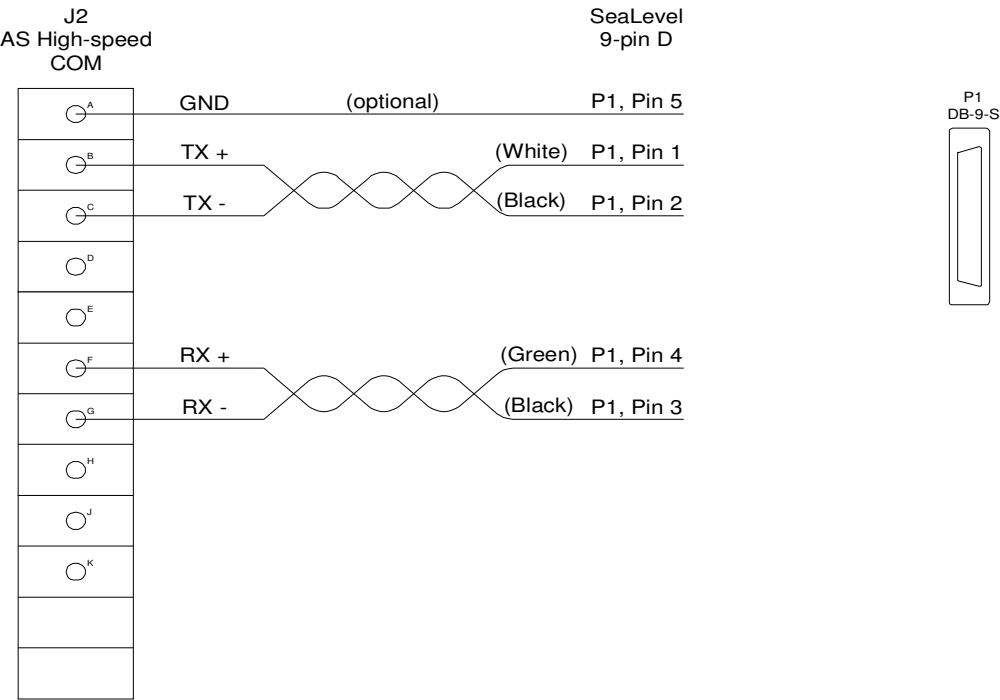 J2
AS High-speed
COM
SeaLevel
9-pin D
A
GND
(optional)
P1, Pin 5
P1
DB-9-S
B
TX +
(White)
P1, Pin 1
C
TX -
(Black)
P1, Pin 2
D
E
F
RX +
(Green)
P1, Pin 4
G
RX -
(Black)
P1, Pin 3
H
J
K